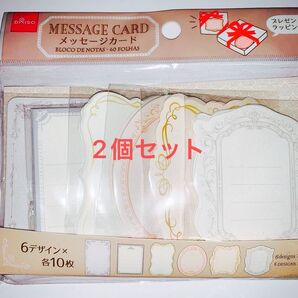 DAISO
MESSAGE CARD
メッセージカード
BLOCO DE NOTAS・60 FOLHAS
プレゼン
ラッピン
2個セット
6デザイン×
各10枚
6designs
6 DESIGNS